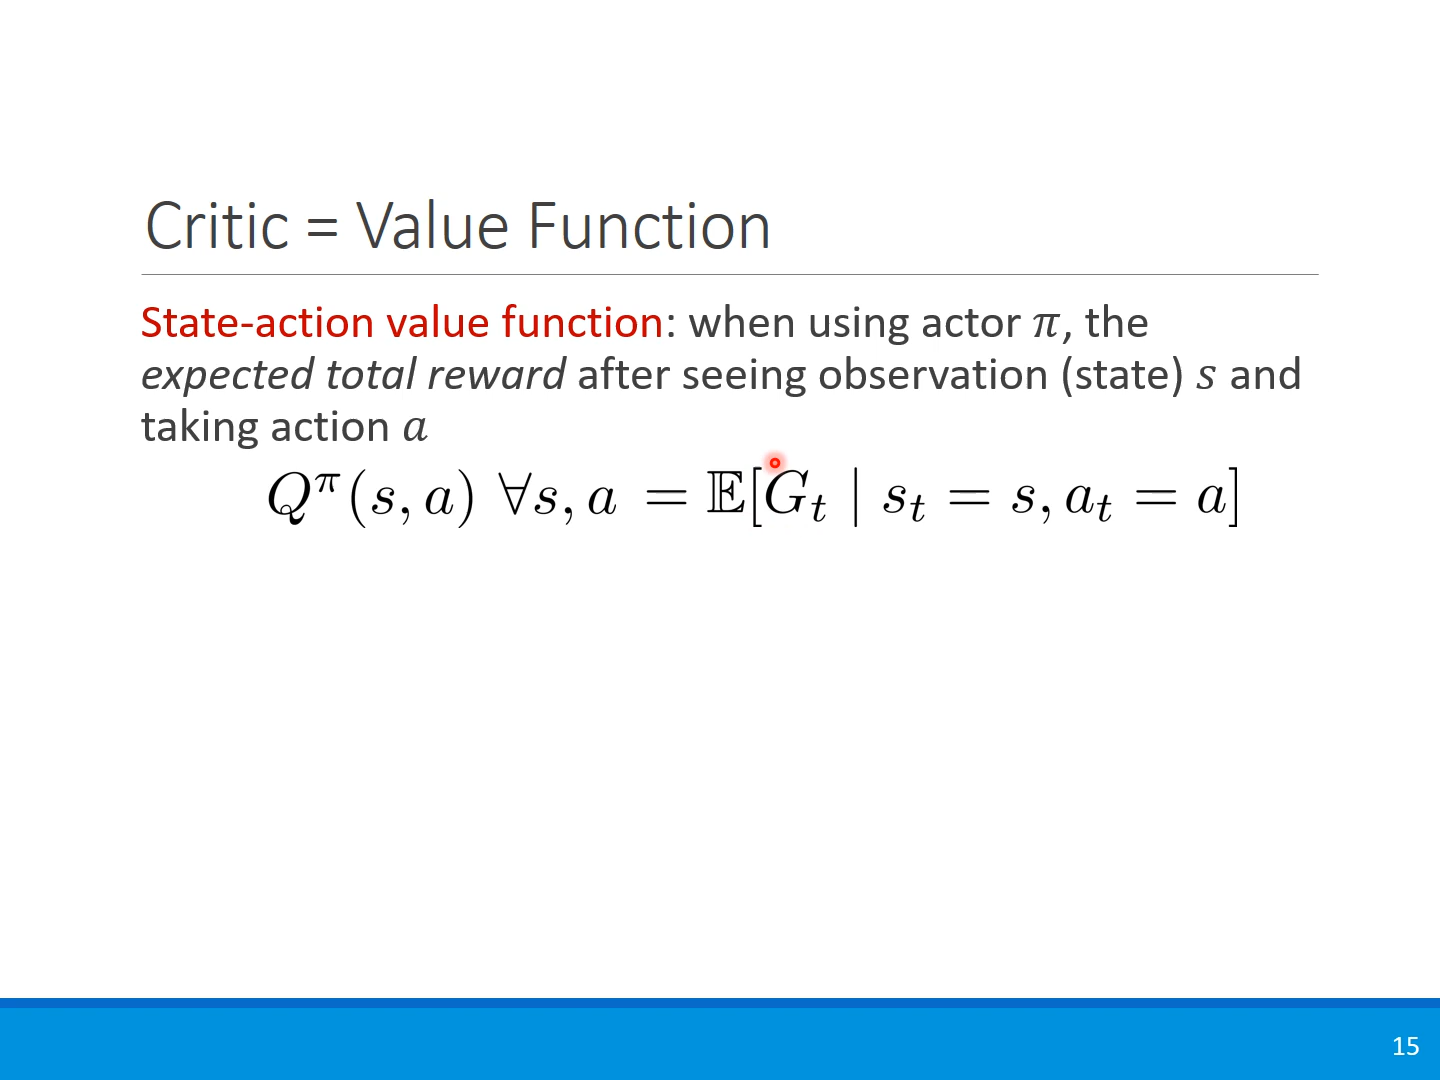 Critic = Value Function
State-action value function: when using actor π, the
expected total reward after seeing observation (state) s and
taking action a
Q^π(s, a) ∀s, a = 𝔼[G_t | s_t = s, a_t = a]
15